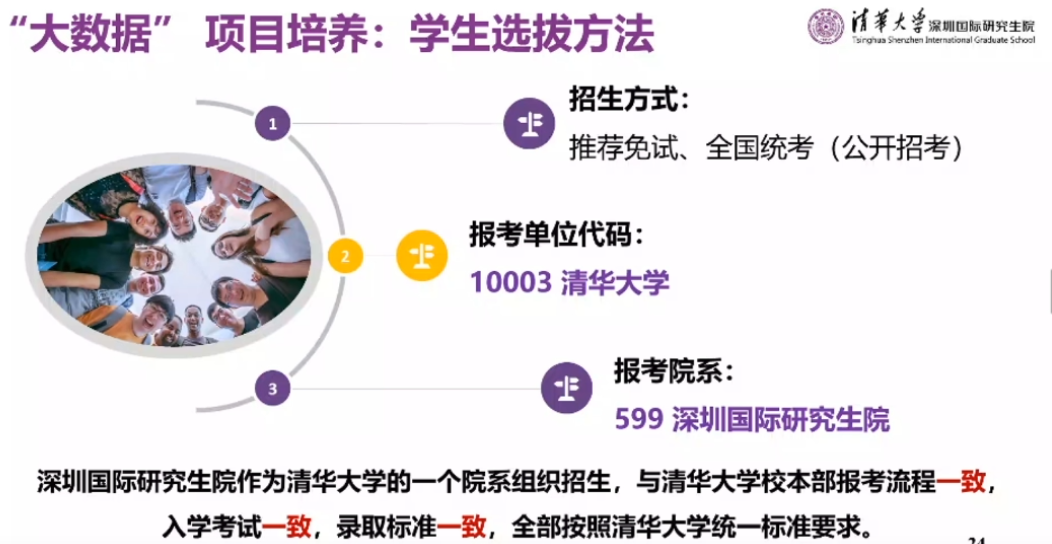 “大数据” 项目培养：学生选拔方法
清华大学深圳国际研究生院
Tsinghua Shenzhen International Graduate School
1
招生方式：
推荐免试、全国统考（公开招考）
2
报考单位代码：
10003 清华大学
3
报考院系：
599 深圳国际研究生院
深圳国际研究生院作为清华大学的一个院系组织招生，与清华大学校本部报考流程一致，
入学考试一致，录取标准一致，全部按照清华大学统一标准要求。
24